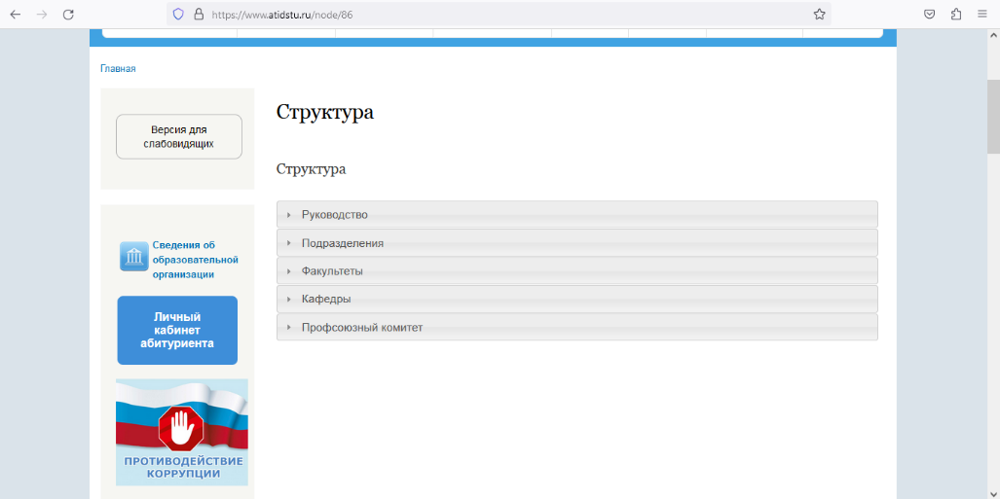 https://www.atidstu.ru/node/86
Главная
Версия для
слабовидящих
Сведения об
образовательной
организации
Личный
кабинет
абитуриента
ПРОТИВОДЕЙСТВИЕ
КОРРУПЦИИ
Структура
Структура
Руководство
Подразделения
Факультеты
Кафедры
Профсоюзный комитет